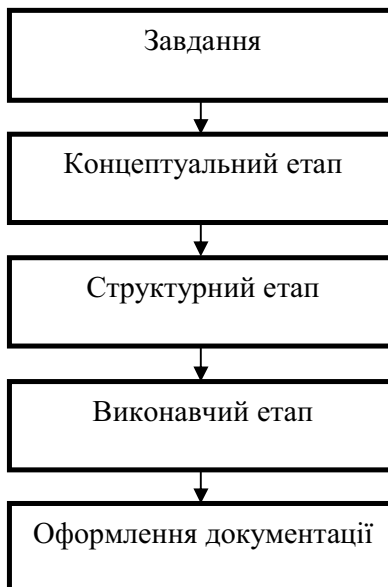 Завдання
Концептуальний етап
Структурний етап
Виконавчий етап
Оформлення документації